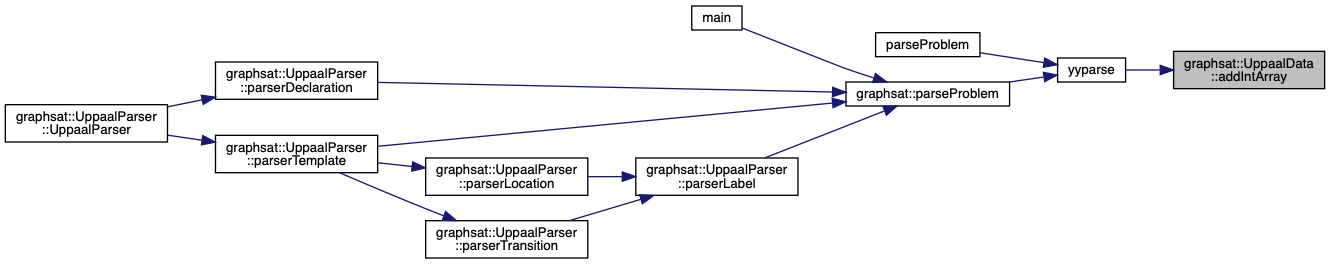 main
parseProblem
graphsat::UppaalData
::addIntArray
yyparse
graphsat::UppaalParser
::parserDeclaration
graphsat::parseProblem
graphsat::UppaalParser
::UppaalParser
graphsat::UppaalParser
::parserTemplate
graphsat::UppaalParser
::parserLocation
graphsat::UppaalParser
::parserLabel
graphsat::UppaalParser
::parserTransition